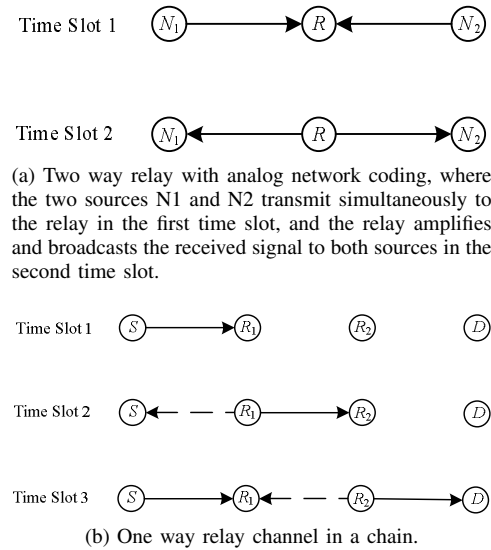 Time Slot 1 N1 R N2
Time Slot 2 N1 R N2
(a) Two way relay with analog network coding, where
the two sources N1 and N2 transmit simultaneously to
the relay in the first time slot, and the relay amplifies
and broadcasts the received signal to both sources in the
second time slot.
Time Slot 1 S R1 R2 D
Time Slot 2 S R1 R2 D
Time Slot 3 S R1 R2 D
(b) One way relay channel in a chain.